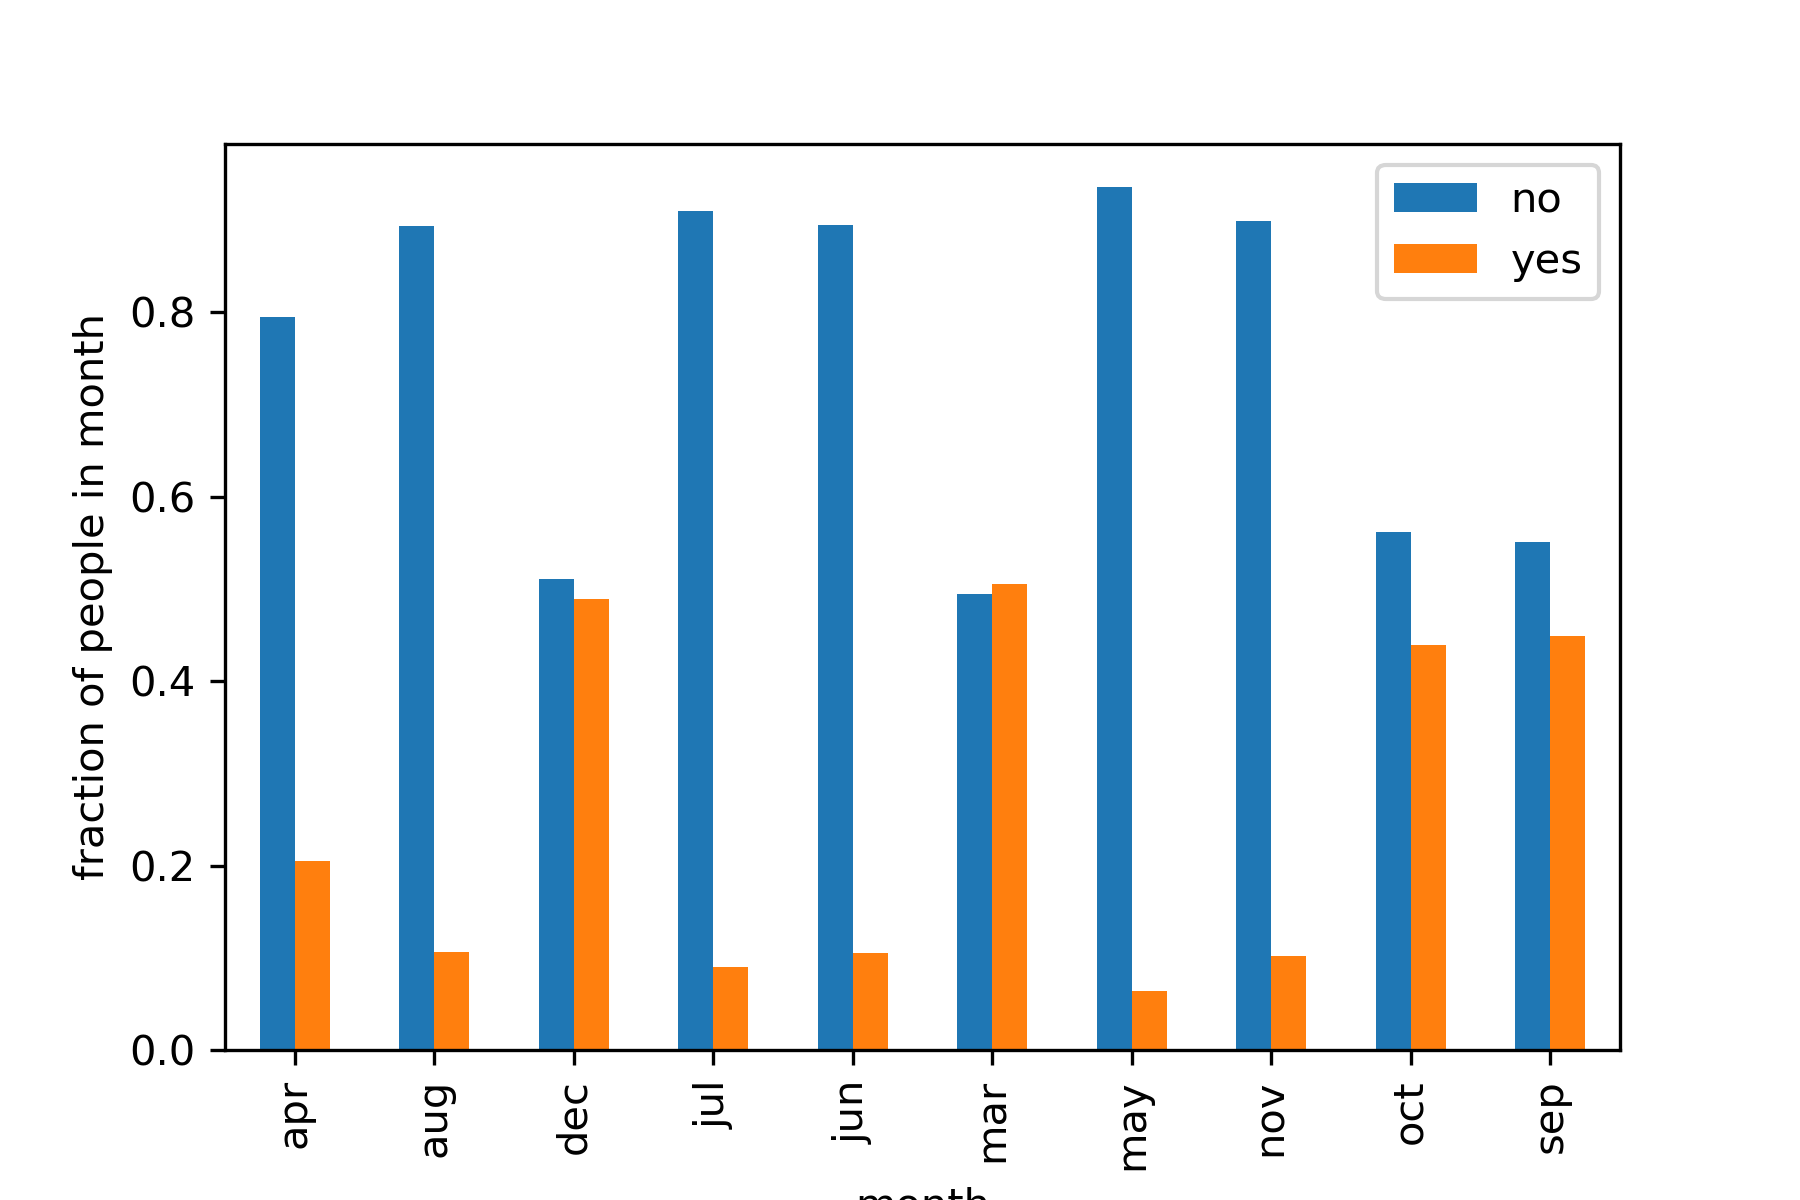 no
yes
fraction of people in month
0.8
0.6
0.4
0.2
0.0
apr
aug
dec
jul
jun
mar
may
nov
oct
sep
month